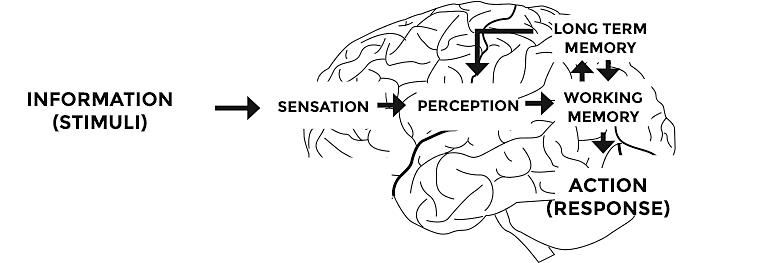 LONG TERM
MEMORY
INFORMATION
(STIMULI)
SENSATION
PERCEPTION
WORKING
MEMORY
ACTION
(RESPONSE)